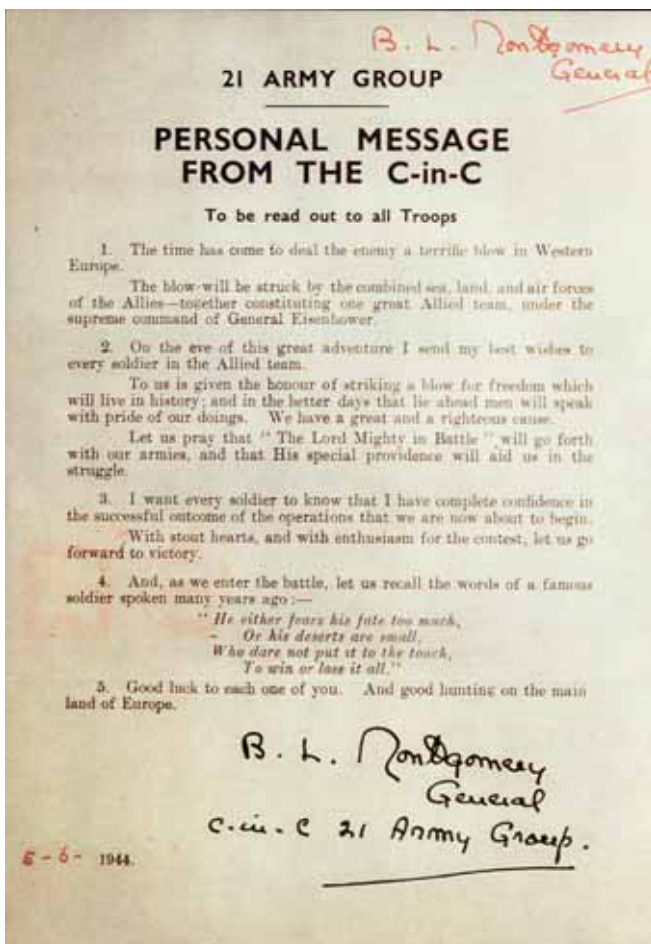 B. L. Montgomery
General
21 ARMY GROUP
PERSONAL MESSAGE
FROM THE C-in-C
To be read out to all Troops
1. The time has come to deal the enemy a terrific blow in Western
Europe.
The blow will be struck by the combined sea, land, and air forces
of the Allies—together constituting one great Allied team, under the
supreme command of General Eisenhower.
2. On the eve of this great adventure I send my best wishes to
every soldier in the Allied team.
To us is given the honour of striking a blow for freedom which
will live in history; and in the better days that lie ahead men will speak
with pride of our doings. We have a great and a righteous cause.
Let us pray that " The Lord Mighty in Battle " will go forth
with our armies, and that His special providence will aid us in the
struggle.
3. I want every soldier to know that I have complete confidence in
the successful outcome of the operations that we are now about to begin.
With stout hearts, and with enthusiasm for the contest, let us go
forward to victory.
4. And, as we enter the battle, let us recall the words of a famous
soldier spoken many years ago :—
" He either fears his fate too much,
Or his deserts are small,
Who dare not put it to the touch,
To win or lose it all."
5. Good luck to each one of you. And good hunting on the main
land of Europe.
B. L. Montgomery
General
C-in-C 21 Army Group.
5-6- 1944.